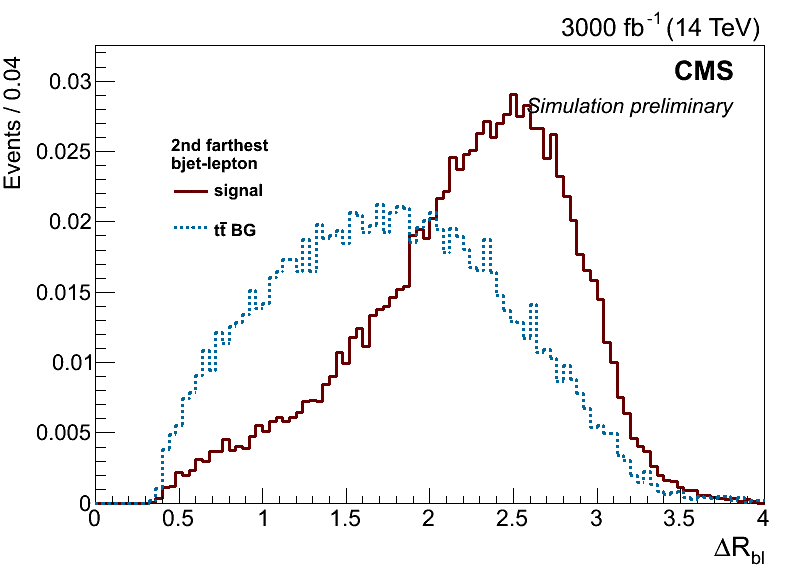 3000 fb⁻¹ (14 TeV)
Events / 0.04
CMS
Simulation preliminary
2nd farthest
bjet-lepton
signal
tt̄ BG
0.03
0.025
0.02
0.015
0.01
0.005
0
0 0.5 1 1.5 2 2.5 3 3.5 4
ΔR_bl